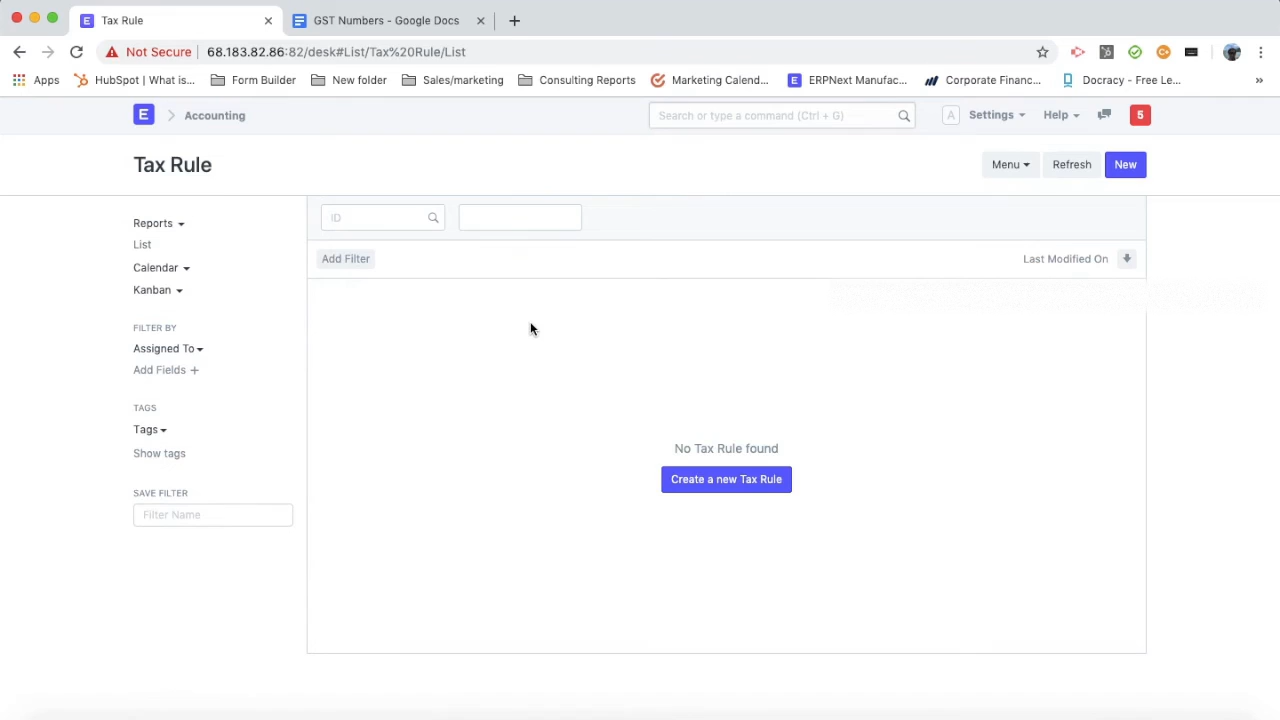 E Tax Rule
GST Numbers - Google Docs
Not Secure 68.183.82.86:82/desk#List/Tax%20Rule/List
Apps HubSpot | What is... Form Builder New folder Sales/marketing Consulting Reports Marketing Calend... E ERPNext Manufac... Corporate Financ... Docracy - Free Le... »
E Accounting Search or type a command (Ctrl + G) A Settings Help 5
Tax Rule Menu Refresh New
Reports
List
Calendar
Kanban
FILTER BY
Assigned To
Add Fields +
TAGS
Tags
Show tags
SAVE FILTER
Filter Name
ID
Add Filter Last Modified On
No Tax Rule found
Create a new Tax Rule